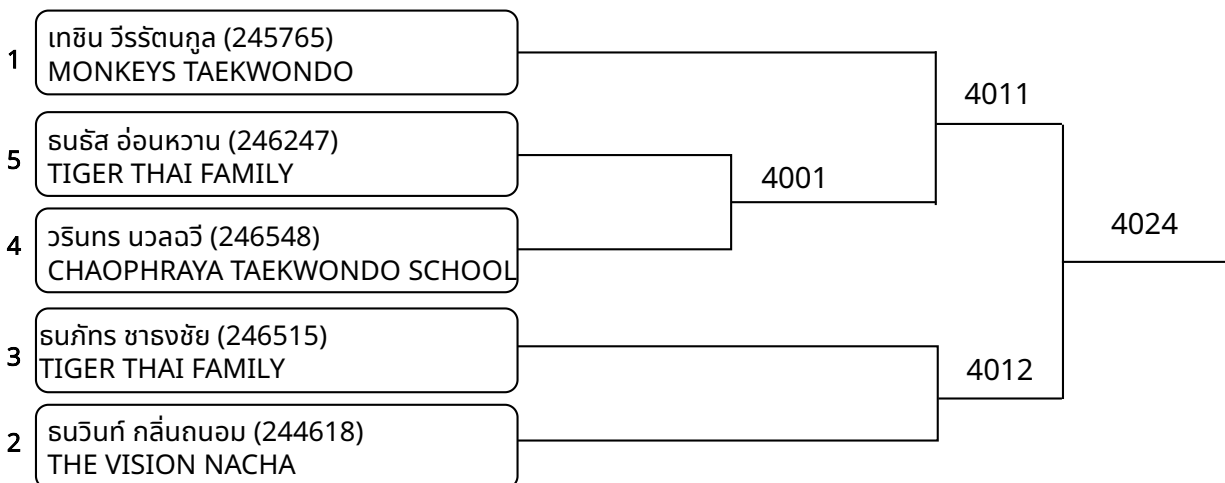 1
เทชิน วีรรัตนกูล (245765)
MONKEYS TAEKWONDO
4011
5
ธนธัส อ่อนหวาน (246247)
TIGER THAI FAMILY
4001
4
วรินทร นวลฉวี (246548)
CHAOPHRAYA TAEKWONDO SCHOOL
4024
3
ธนภัทร ชาธงชัย (246515)
TIGER THAI FAMILY
4012
2
ธนวินท์ กลิ่นถนอม (244618)
THE VISION NACHA